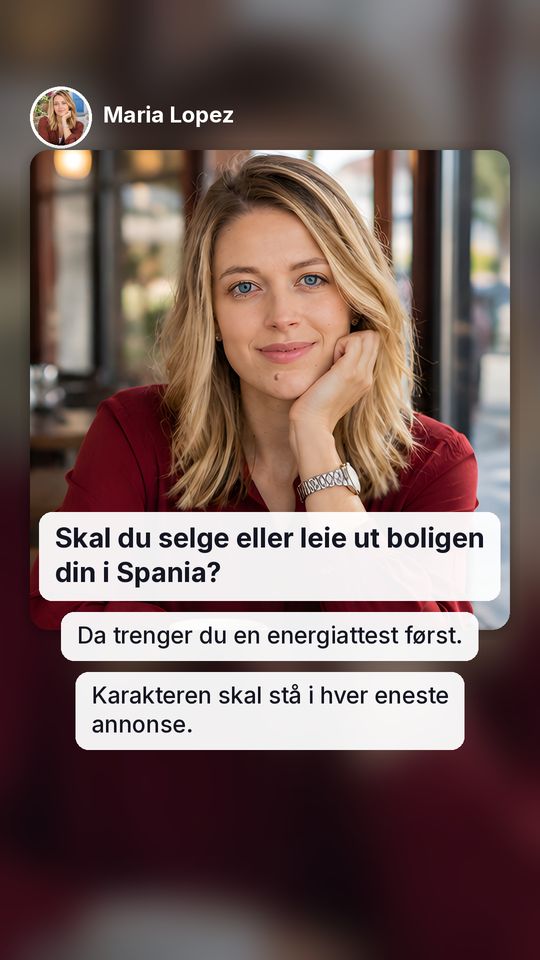 Maria Lopez
Skal du selge eller leie ut boligen
din i Spania?
Da trenger du en energiattest først.
Karakteren skal stå i hver eneste
annonse.